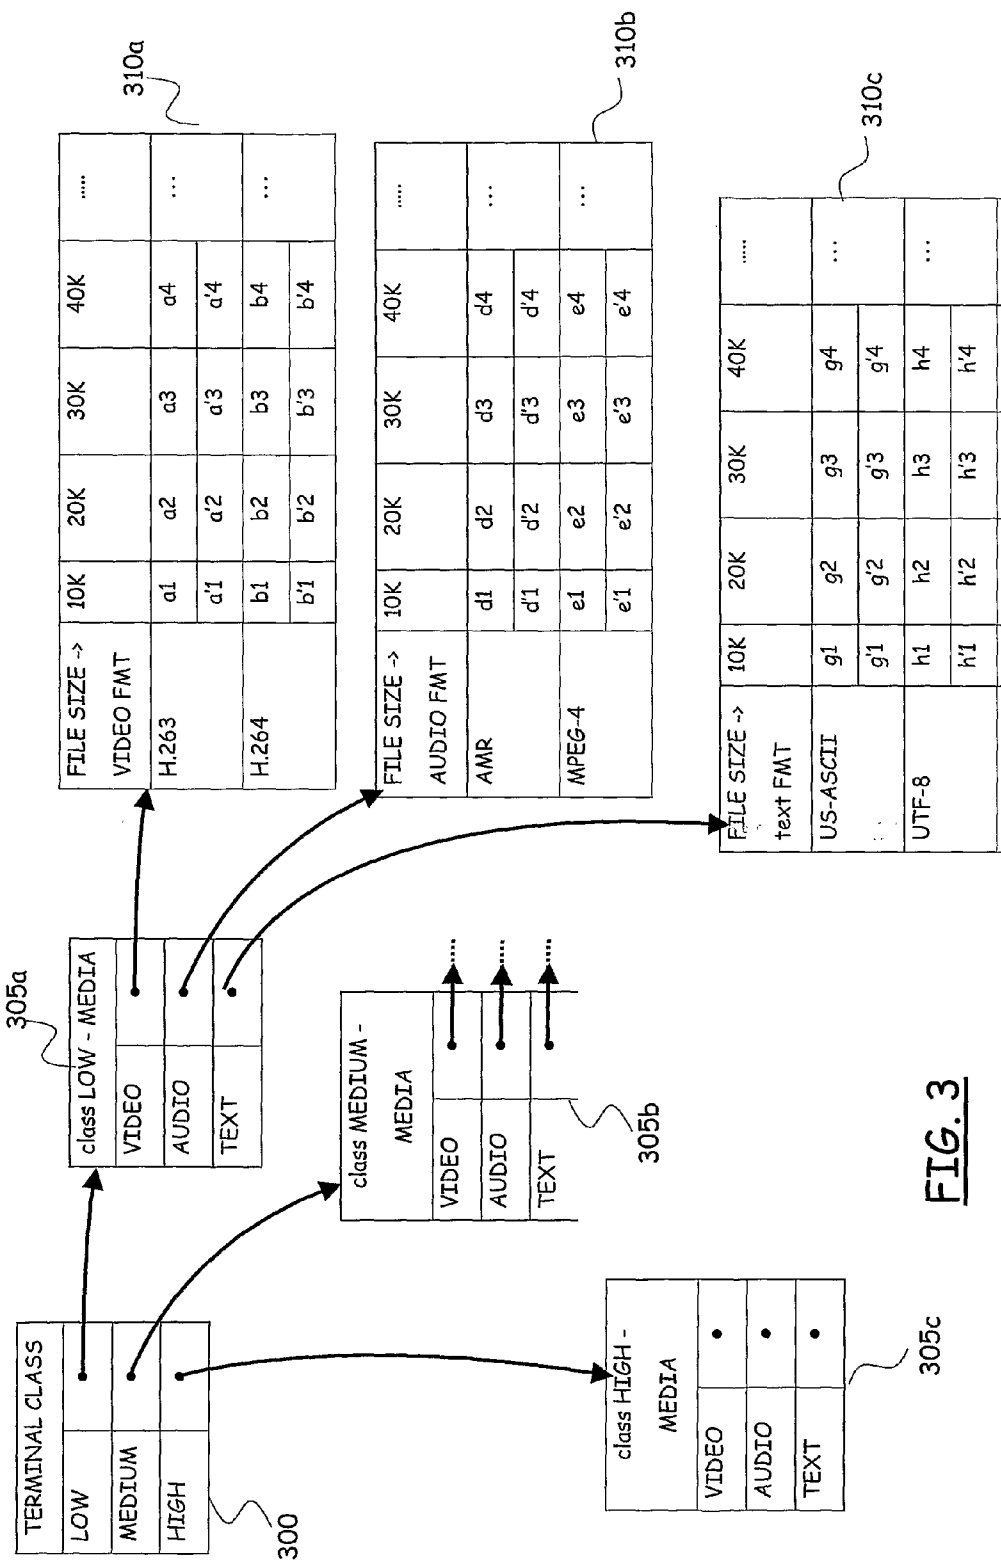 TERMINAL CLASS
LOW
MEDIUM
HIGH
300
305a
class LOW - MEDIA
VIDEO
AUDIO
TEXT
class MEDIUM -
MEDIA
VIDEO
AUDIO
TEXT
305b
class HIGH -
MEDIA
VIDEO
AUDIO
TEXT
305c
310a
FILE SIZE -> 10K 20K 30K 40K .....
VIDEO FMT
H.263 a1 a2 a3 a4 ...
a'1 a'2 a'3 a'4
H.264 b1 b2 b3 b4 ...
b'1 b'2 b'3 b'4
310b
FILE SIZE -> 10K 20K 30K 40K .....
AUDIO FMT
AMR d1 d2 d3 d4 ...
d'1 d'2 d'3 d'4
MPEG-4 e1 e2 e3 e4 ...
e'1 e'2 e'3 e'4
310c
FILE SIZE -> 10K 20K 30K 40K .....
text FMT
US-ASCII g1 g2 g3 g4 ...
g'1 g'2 g'3 g'4
UTF-8 h1 h2 h3 h4 ...
h'1 h'2 h'3 h'4
FIG. 3